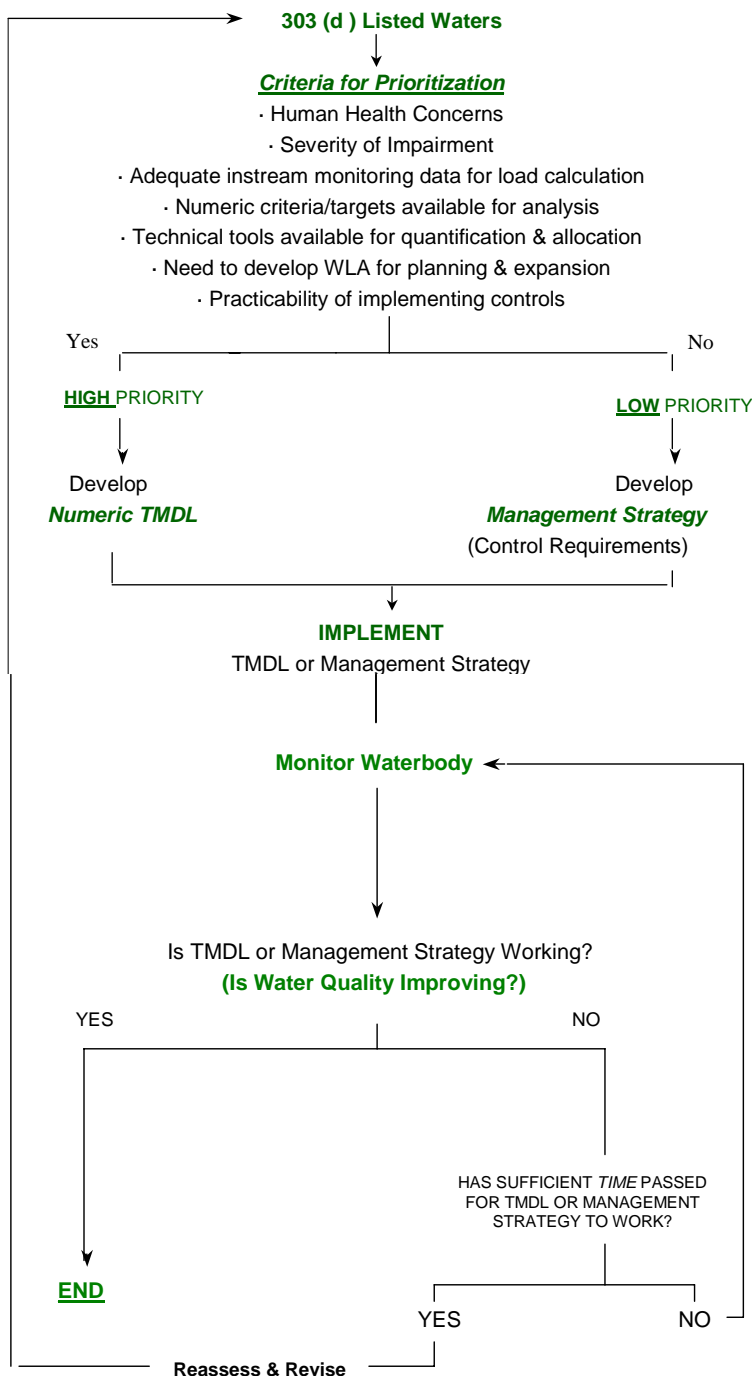 303 (d ) Listed Waters
Criteria for Prioritization
· Human Health Concerns
· Severity of Impairment
· Adequate instream monitoring data for load calculation
· Numeric criteria/targets available for analysis
· Technical tools available for quantification & allocation
· Need to develop WLA for planning & expansion
· Practicability of implementing controls
Yes
No
HIGH PRIORITY
LOW PRIORITY
Develop
Numeric TMDL
Develop
Management Strategy
(Control Requirements)
IMPLEMENT
TMDL or Management Strategy
Monitor Waterbody
Is TMDL or Management Strategy Working?
(Is Water Quality Improving?)
YES
NO
HAS SUFFICIENT TIME PASSED
FOR TMDL OR MANAGEMENT
STRATEGY TO WORK?
END
YES
NO
Reassess & Revise